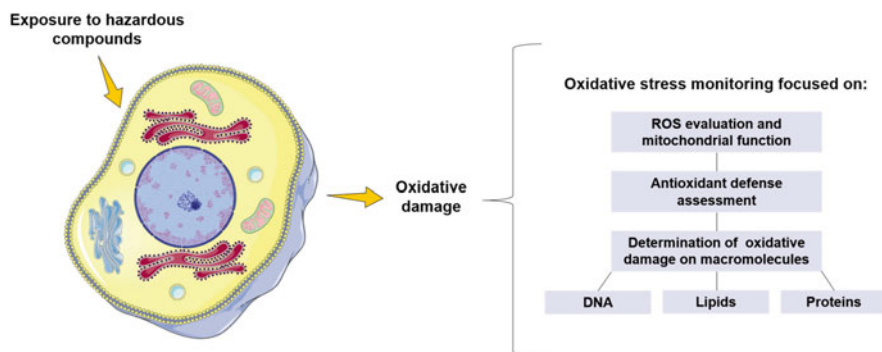 Exposure to hazardous
compounds
Oxidative
damage
Oxidative stress monitoring focused on:
ROS evaluation and
mitochondrial function
Antioxidant defense
assessment
Determination of oxidative
damage on macromolecules
DNA
Lipids
Proteins